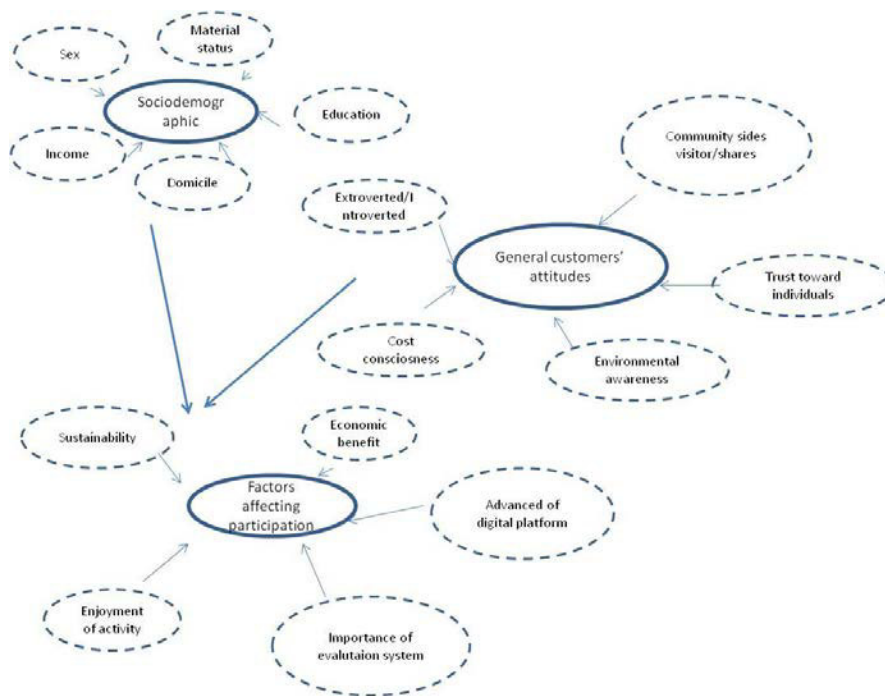 Material
status
Sex
Sociodemogr
aphic
Education
Income
Domicile
Community sides
visitor/shares
Extroverted/I
ntroverted
General customers'
attitudes
Trust toward
individuals
Cost
consciosness
Environmental
awareness
Sustainability
Economic
benefit
Factors
affecting
participation
Advanced of
digital platform
Enjoyment
of activity
Importance of
evalutaion system